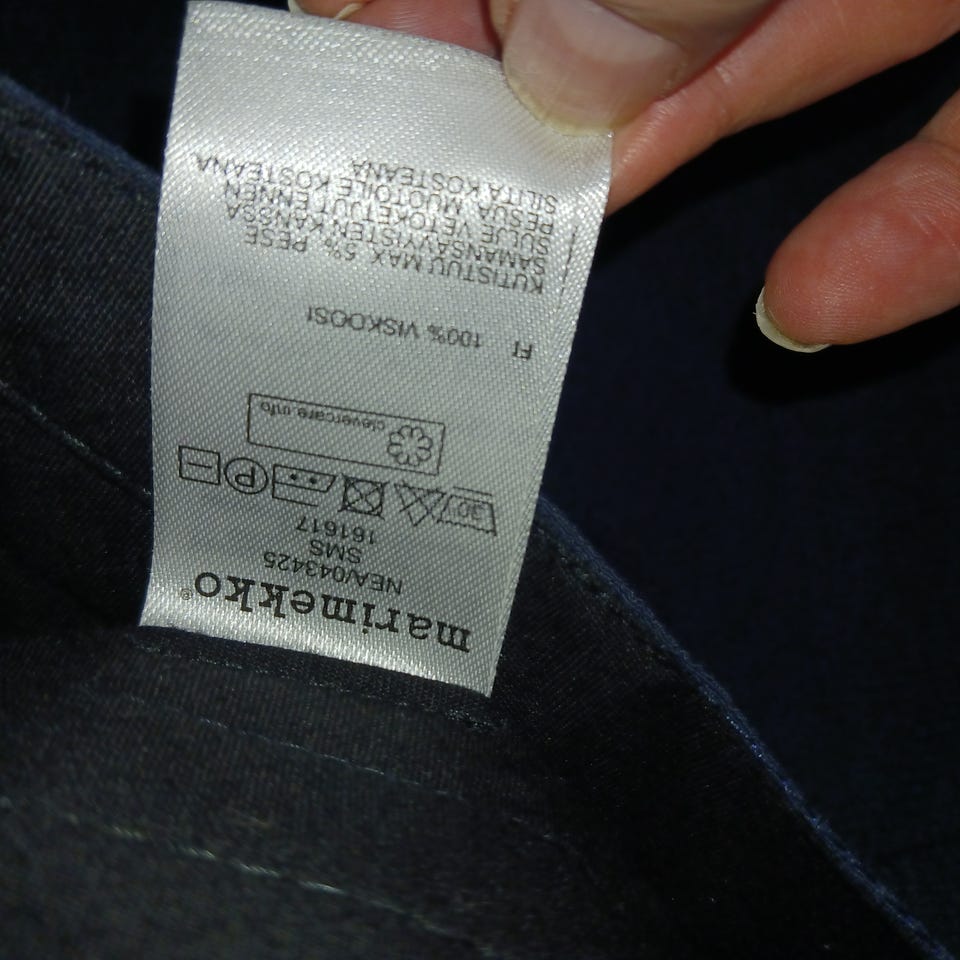 marimekko®
NEA/043425
SMS
161617
30 P
clevercare.info
FI 100% VISKOOSI
KUTISTUU MAX 5% PESE
SAMANSÄVYISTEN KANSSA
SULJE VETOKETJUT ENNEN
PESUA MUOTOILE KOSTEANA
SILITÄ KOSTEANA